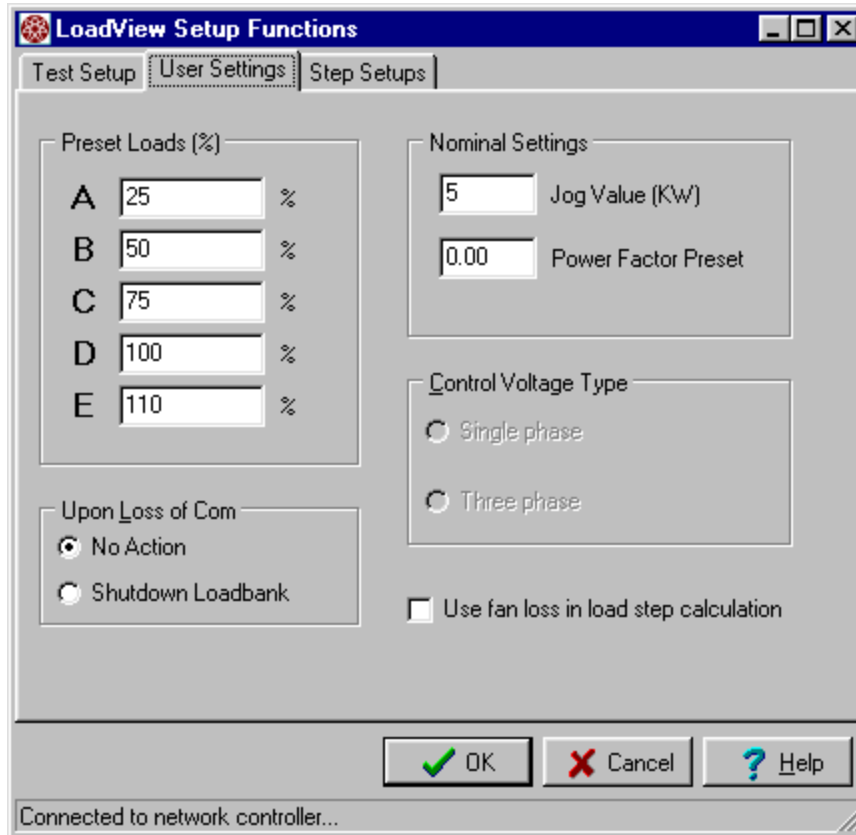 LoadView Setup Functions
Test Setup User Settings Step Setups
Preset Loads (%)
A 25 %
B 50 %
C 75 %
D 100 %
E 110 %
Nominal Settings
5 Jog Value (KW)
0.00 Power Factor Preset
Control Voltage Type
Single phase
Three phase
Upon Loss of Com
No Action
Shutdown Loadbank
Use fan loss in load step calculation
OK Cancel Help
Connected to network controller...